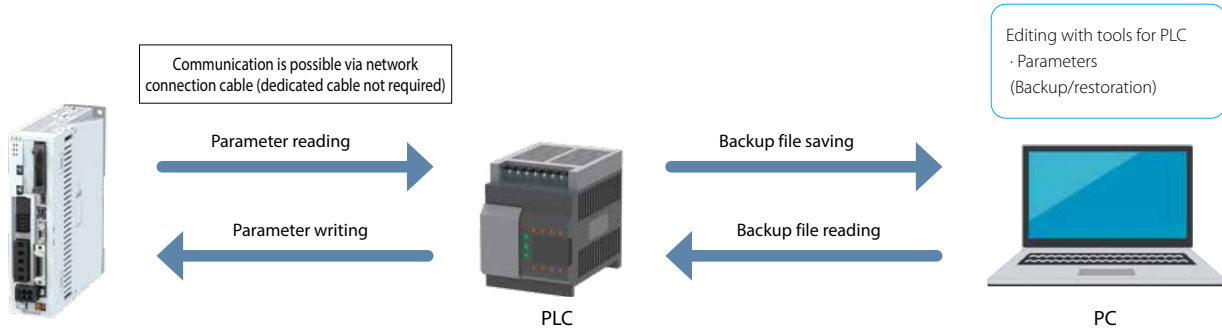 Communication is possible via network
connection cable (dedicated cable not required)
Editing with tools for PLC
· Parameters
(Backup/restoration)
Parameter reading
Backup file saving
Parameter writing
Backup file reading
PLC
PC